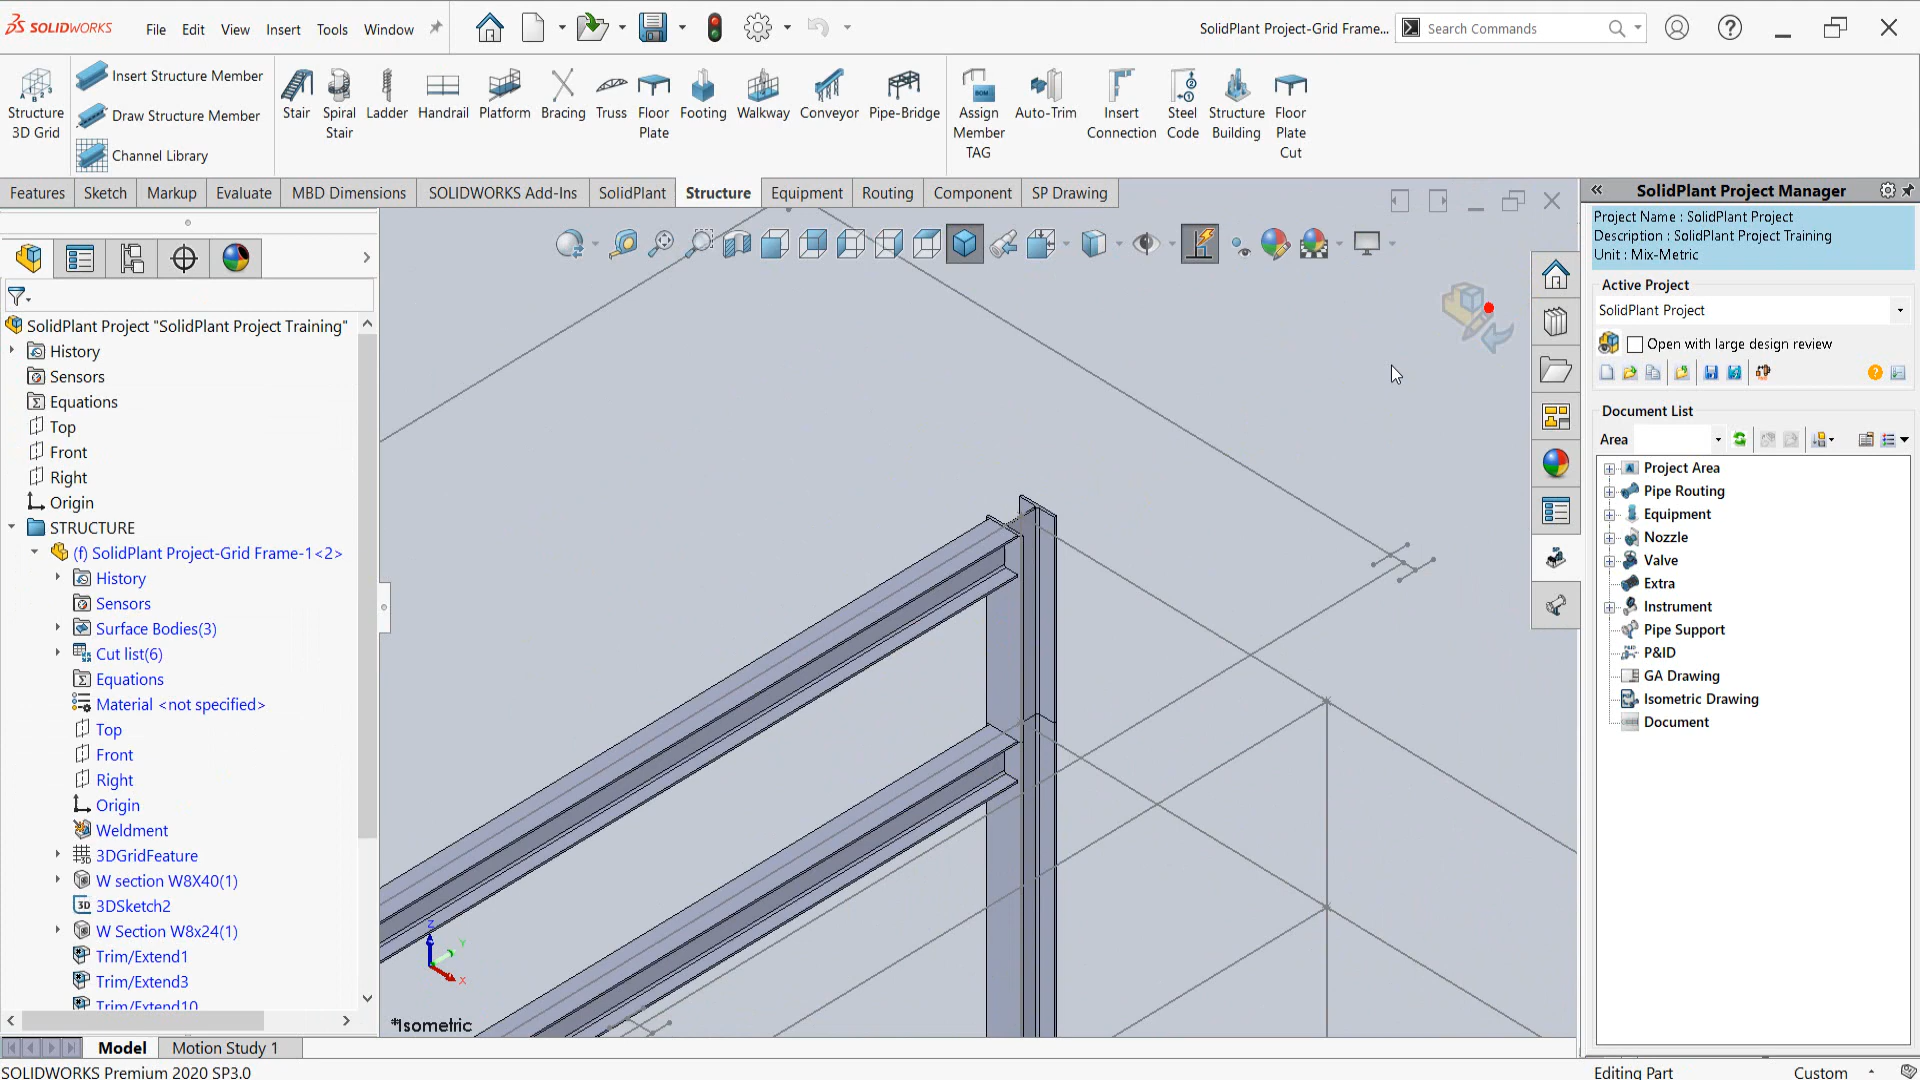 SOLIDWORKS
File Edit View Insert Tools Window
SolidPlant Project-Grid Frame...
Search Commands
Structure 3D Grid
Insert Structure Member
Draw Structure Member
Channel Library
Stair
Spiral Stair
Ladder
Handrail
Platform
Bracing
Truss
Floor Plate
Footing
Walkway
Conveyor
Pipe-Bridge
Assign Member TAG
Auto-Trim
Insert Connection
Steel Code
Structure Building
Floor Plate Cut
Features Sketch Markup Evaluate MBD Dimensions SOLIDWORKS Add-Ins SolidPlant Structure Equipment Routing Component SP Drawing
SolidPlant Project "SolidPlant Project Training"
History
Sensors
Equations
Top
Front
Right
Origin
STRUCTURE
(f) SolidPlant Project-Grid Frame-1<2>
History
Sensors
Surface Bodies(3)
Cut list(6)
Equations
Material <not specified>
Top
Front
Right
Origin
Weldment
3DGridFeature
W section W8X40(1)
3D 3DSketch2
W Section W8x24(1)
Trim/Extend1
Trim/Extend3
Trim/Extend10
Z
Y
X
*Isometric
SolidPlant Project Manager
Project Name : SolidPlant Project
Description : SolidPlant Project Training
Unit : Mix-Metric
Active Project
SolidPlant Project
Open with large design review
Document List
Area
Project Area
Pipe Routing
Equipment
Nozzle
Valve
Extra
Instrument
Pipe Support
P&ID
GA Drawing
Isometric Drawing
Document
Model Motion Study 1
SOLIDWORKS Premium 2020 SP3.0
Editing Part
Custom